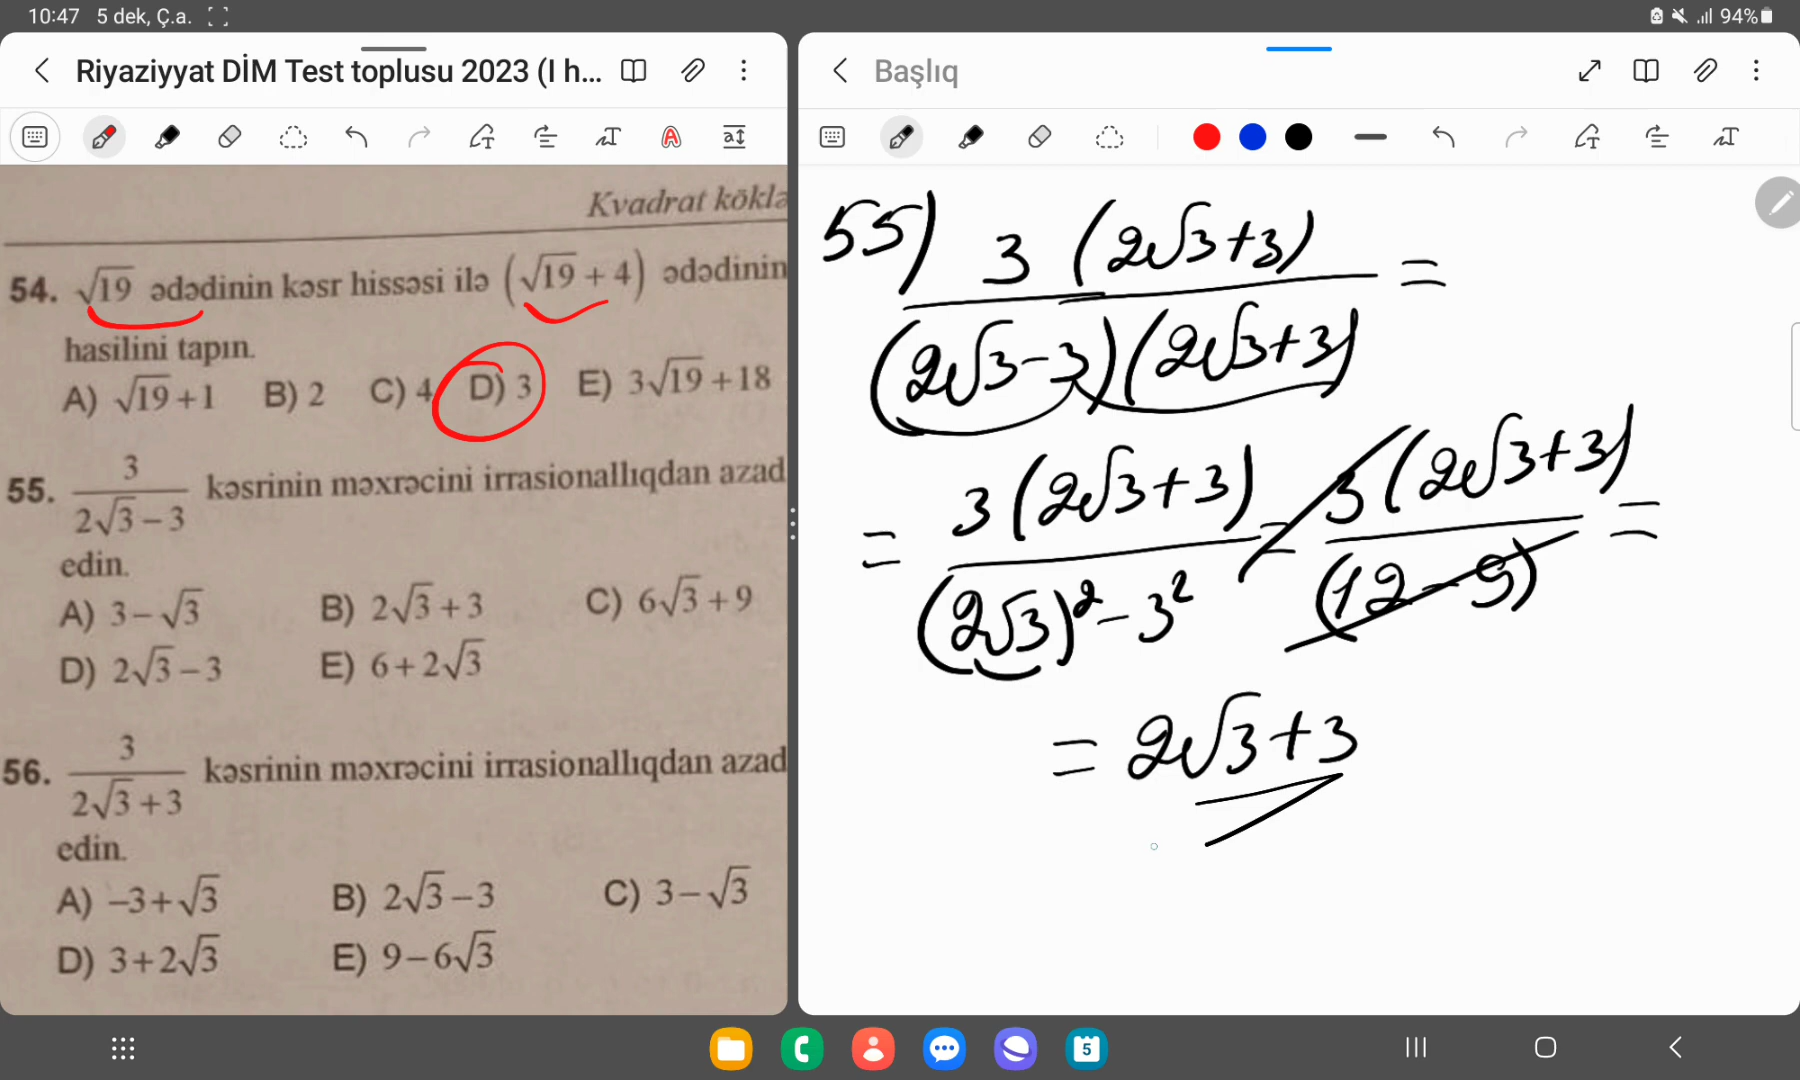 10:47 5 dek, Ç.a. 94%
Riyaziyyat DİM Test toplusu 2023 (I h...
Kvadrat köklə
54. √19 ədədinin kəsr hissəsi ilə (√19 + 4) ədədinin
hasilini tapın.
A) √19 + 1 B) 2 C) 4 D) 3 E) 3√19 + 18
55. 3/(2√3 − 3) kəsrinin məxrəcini irrasionallıqdan azad
edin.
A) 3 − √3 B) 2√3 + 3 C) 6√3 + 9
D) 2√3 − 3 E) 6 + 2√3
56. 3/(2√3 + 3) kəsrinin məxrəcini irrasionallıqdan azad
edin.
A) −3 + √3 B) 2√3 − 3 C) 3 − √3
D) 3 + 2√3 E) 9 − 6√3
Başlıq
55) 3 (2√3 + 3) / (2√3 − 3)(2√3 + 3) =
= 3 (2√3 + 3) / (2√3)² − 3² = 3 (2√3 + 3) / (12 − 9) =
= 2√3 + 3
5